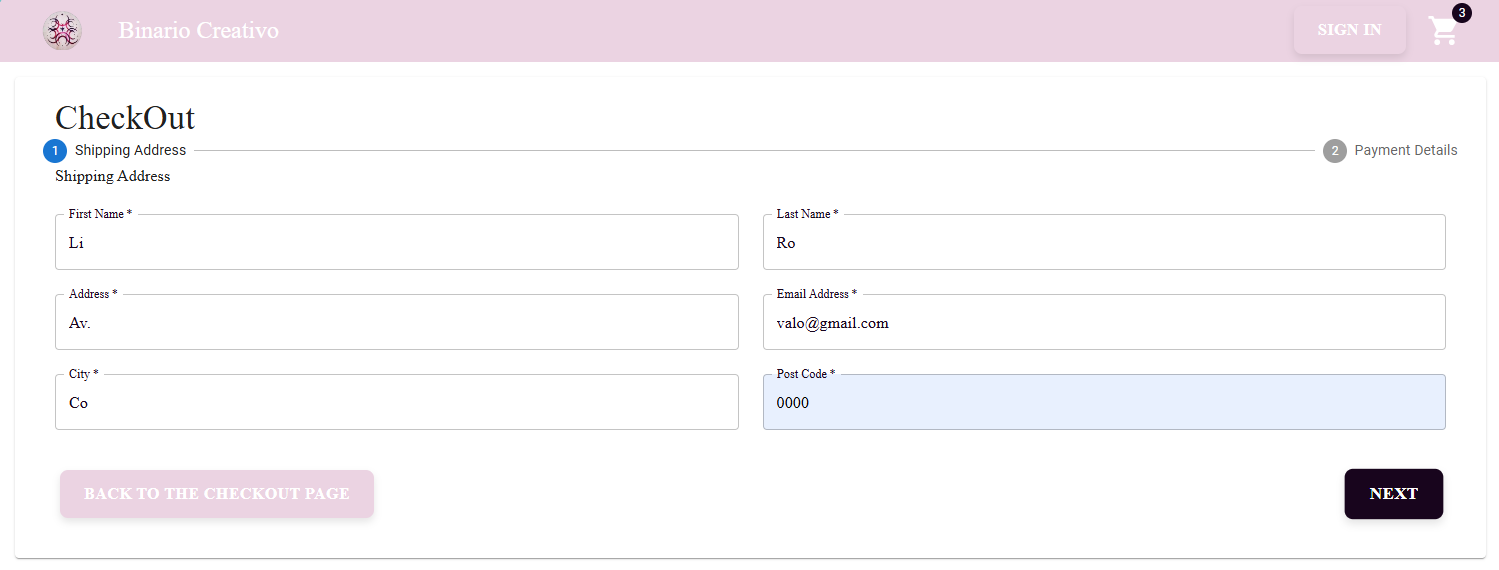 Binario Creativo SIGN IN 3
CheckOut
1 Shipping Address 2 Payment Details
Shipping Address
First Name * Last Name *
Li Ro
Address * Email Address *
Av. valo@gmail.com
City * Post Code *
Co 0000
BACK TO THE CHECKOUT PAGE NEXT